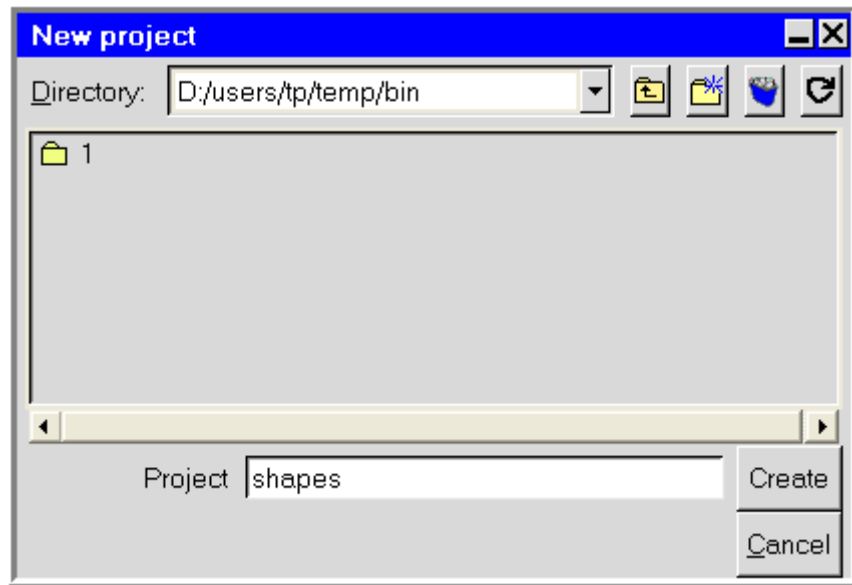 New project
Directory: D:/users/tp/temp/bin
1
Project shapes Create
Cancel